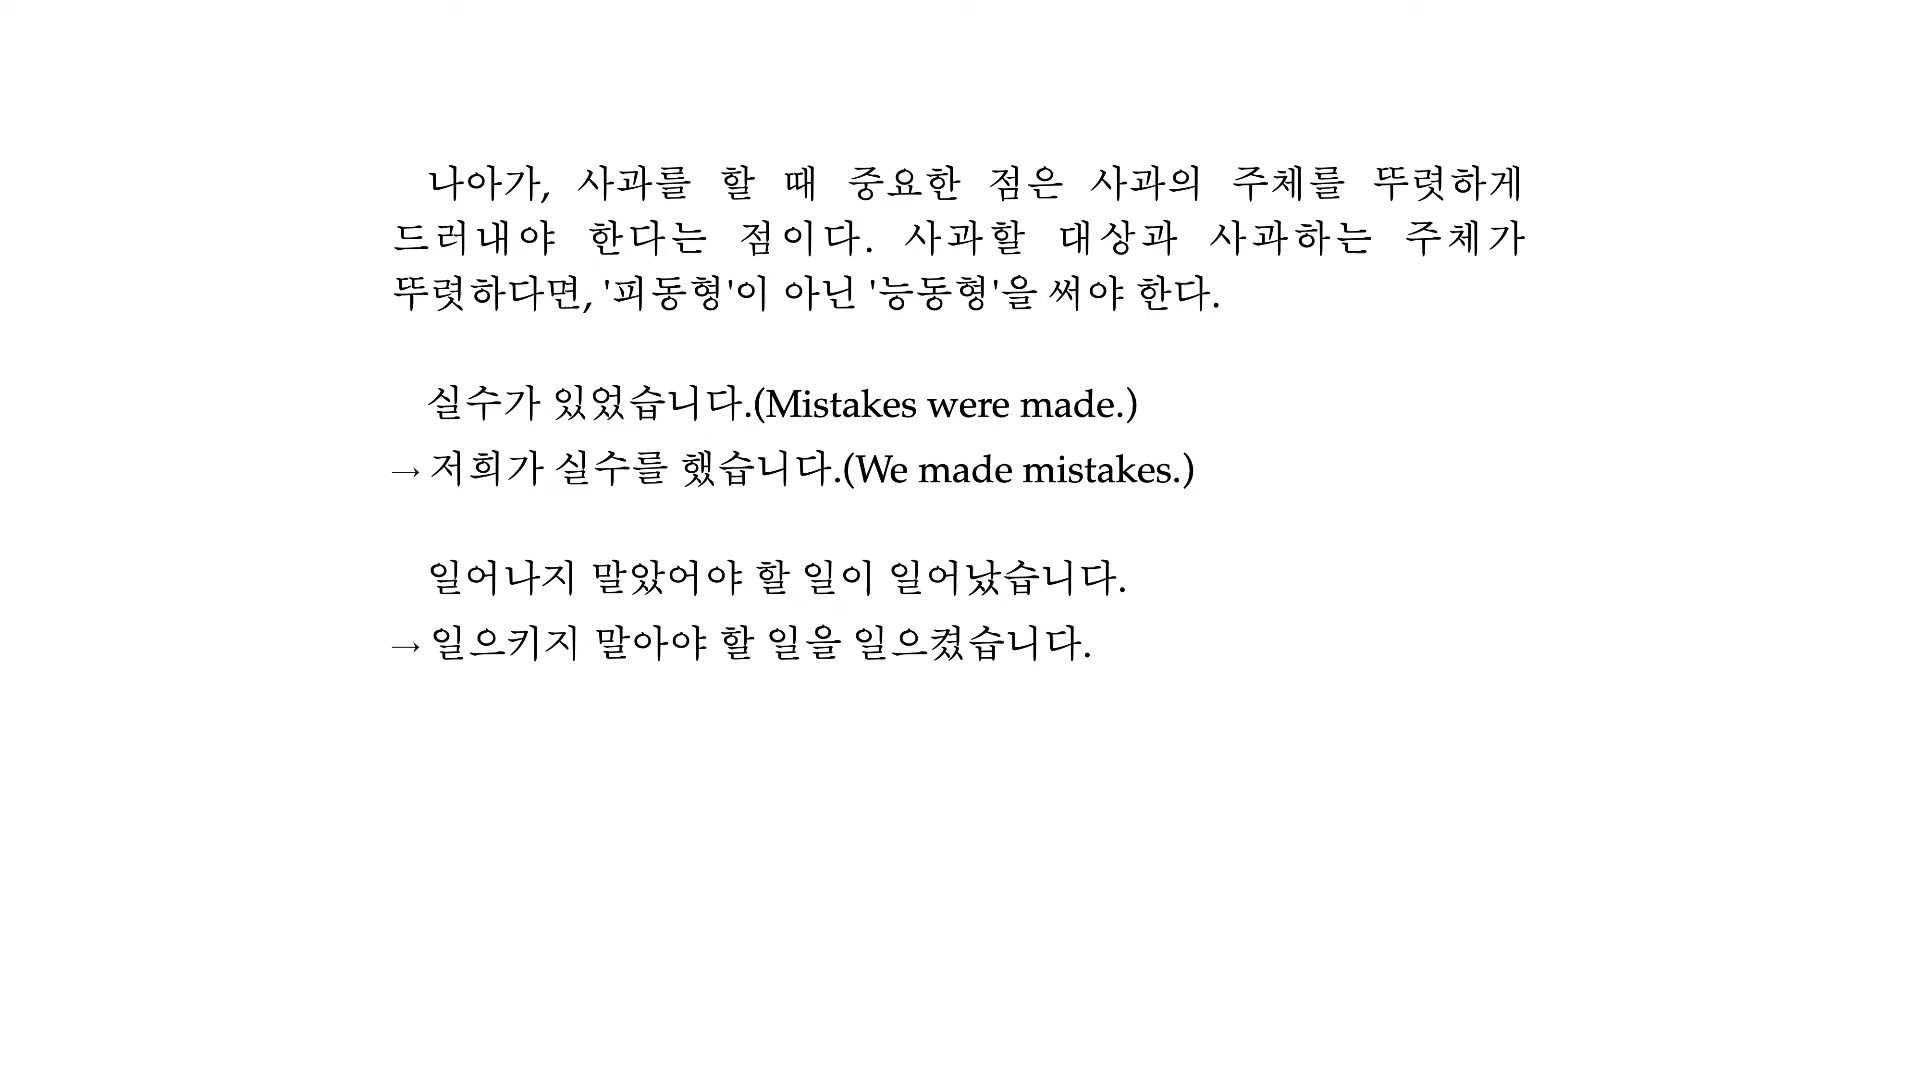 나아가, 사과를 할 때 중요한 점은 사과의 주체를 뚜렷하게
드러내야 한다는 점이다. 사과할 대상과 사과하는 주체가
뚜렷하다면, '피동형'이 아닌 '능동형'을 써야 한다.
실수가 있었습니다.(Mistakes were made.)
→ 저희가 실수를 했습니다.(We made mistakes.)
일어나지 말았어야 할 일이 일어났습니다.
→ 일으키지 말아야 할 일을 일으켰습니다.